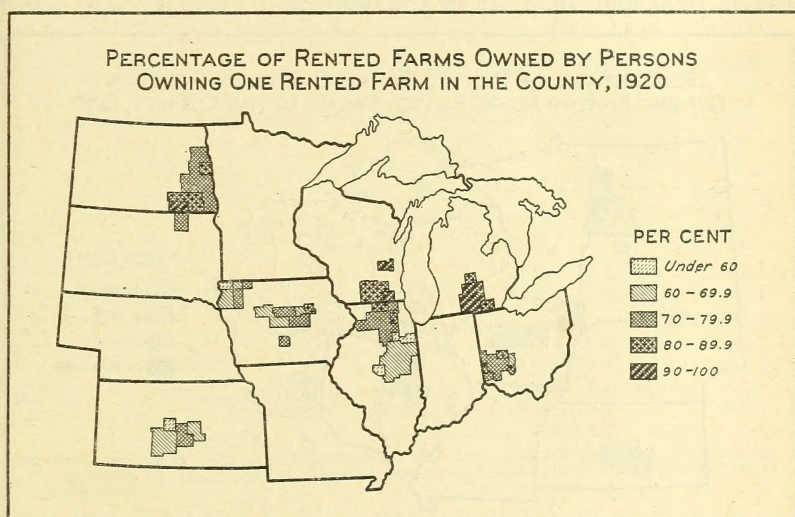 PERCENTAGE OF RENTED FARMS OWNED BY PERSONS
OWNING ONE RENTED FARM IN THE COUNTY, 1920
PER CENT
Under 60
60-69.9
70-79.9
80-89.9
90-100